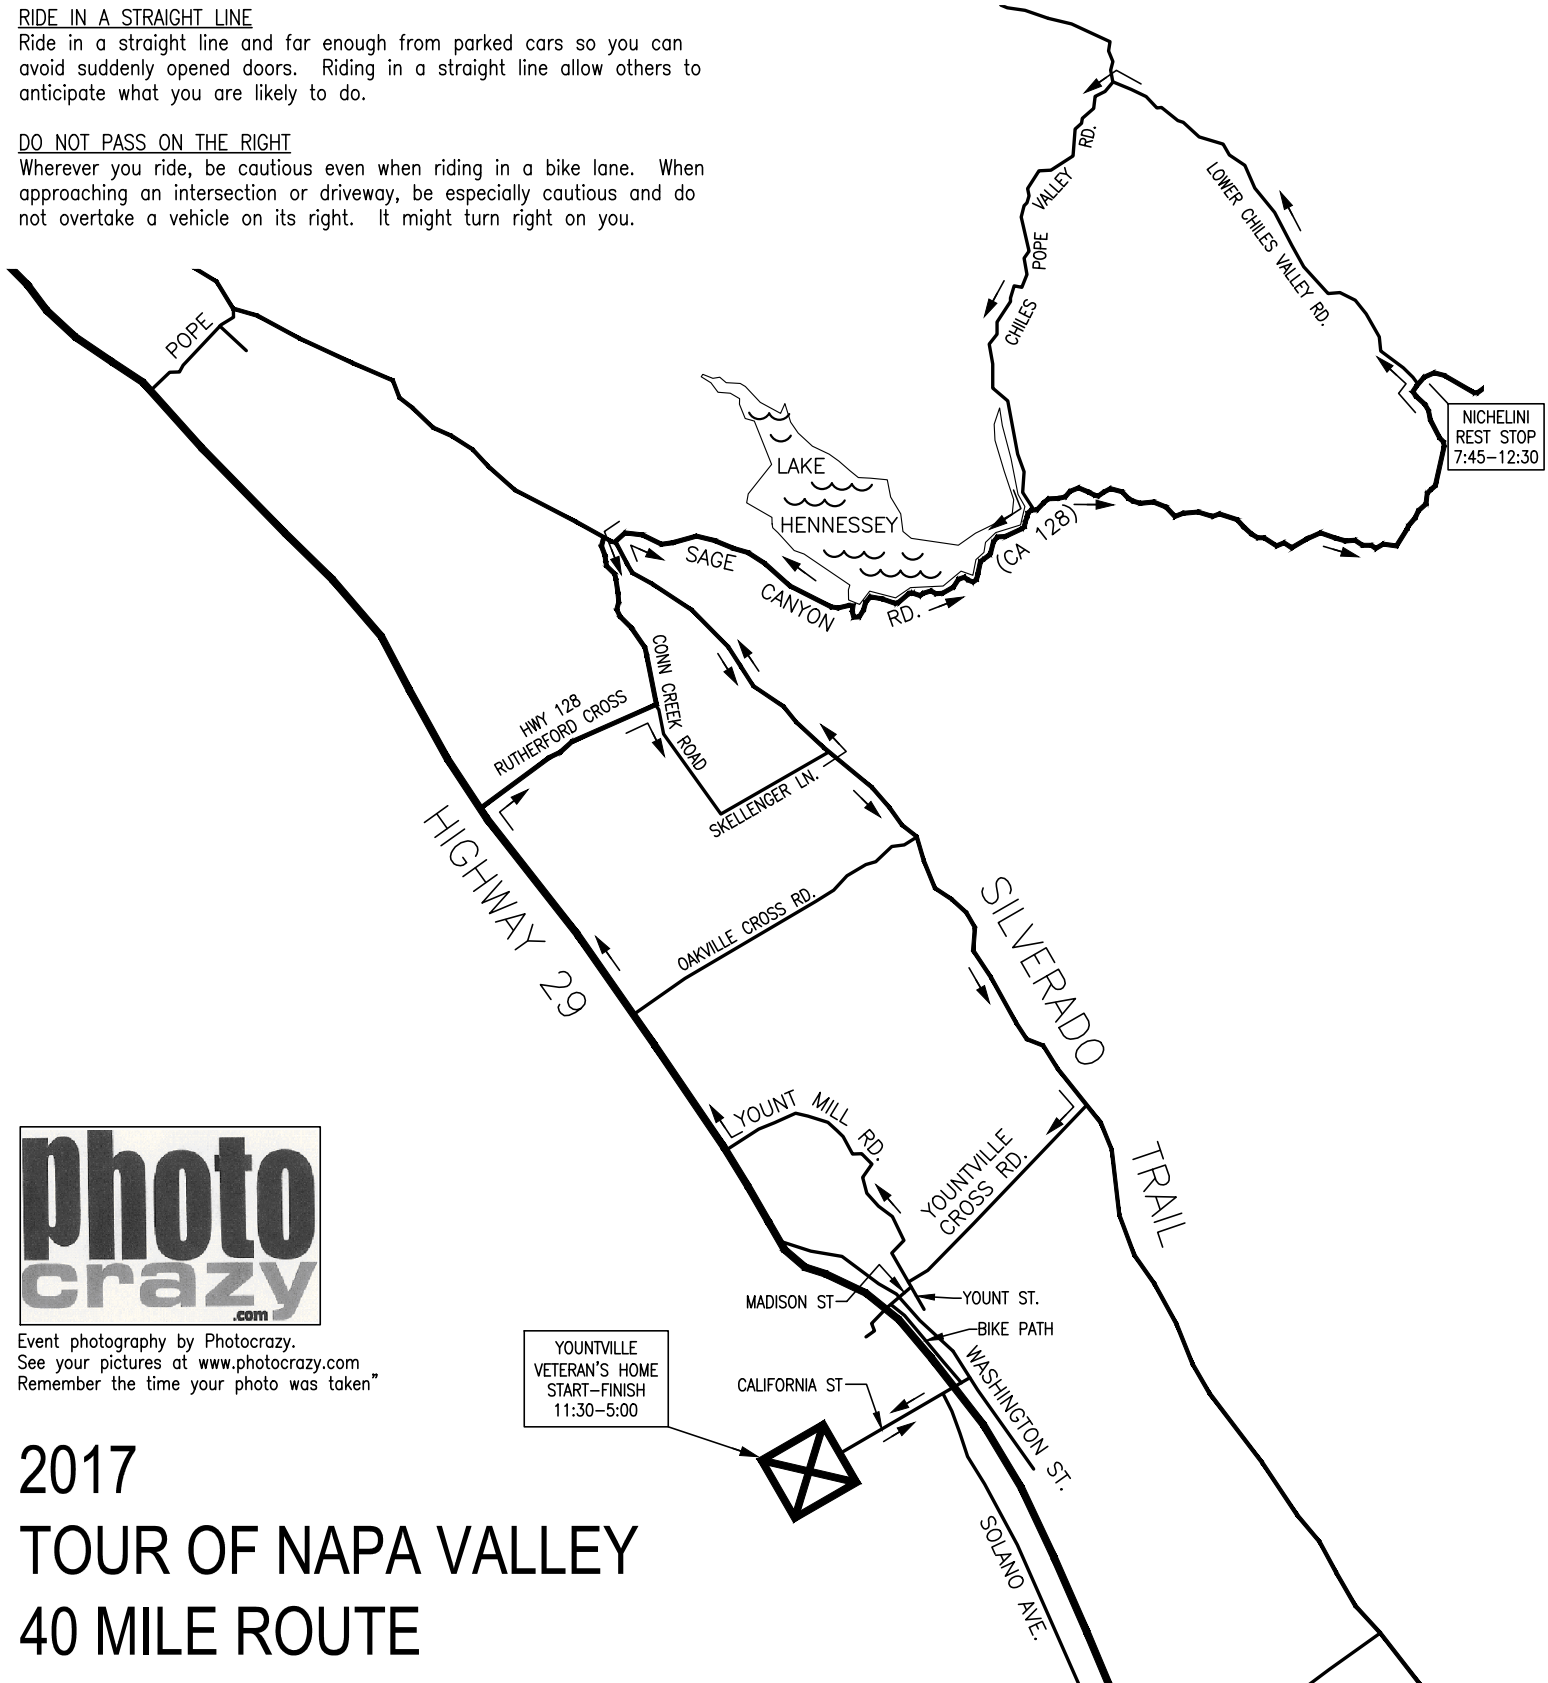 RIDE IN A STRAIGHT LINE
Ride in a straight line and far enough from parked cars so you can
avoid suddenly opened doors. Riding in a straight line allow others to
anticipate what you are likely to do.
DO NOT PASS ON THE RIGHT
Wherever you ride, be cautious even when riding in a bike lane. When
approaching an intersection or driveway, be especially cautious and do
not overtake a vehicle on its right. It might turn right on you.
POPE
CHILES POPE VALLEY RD.
LOWER CHILES VALLEY RD.
NICHELINI
REST STOP
7:45-12:30
LAKE
HENNESSEY
SAGE CANYON RD. (CA 128)
CONN CREEK ROAD
HWY 128
RUTHERFORD CROSS
SKELLENGER LN.
HIGHWAY 29
OAKVILLE CROSS RD.
SILVERADO TRAIL
YOUNT MILL RD.
YOUNTVILLE
CROSS RD.
MADISON ST
YOUNT ST.
BIKE PATH
WASHINGTON ST.
CALIFORNIA ST
YOUNTVILLE
VETERAN'S HOME
START-FINISH
11:30-5:00
SOLANO AVE.
photo
crazy
.com
Event photography by Photocrazy.
See your pictures at www.photocrazy.com
Remember the time your photo was taken"
2017
TOUR OF NAPA VALLEY
40 MILE ROUTE